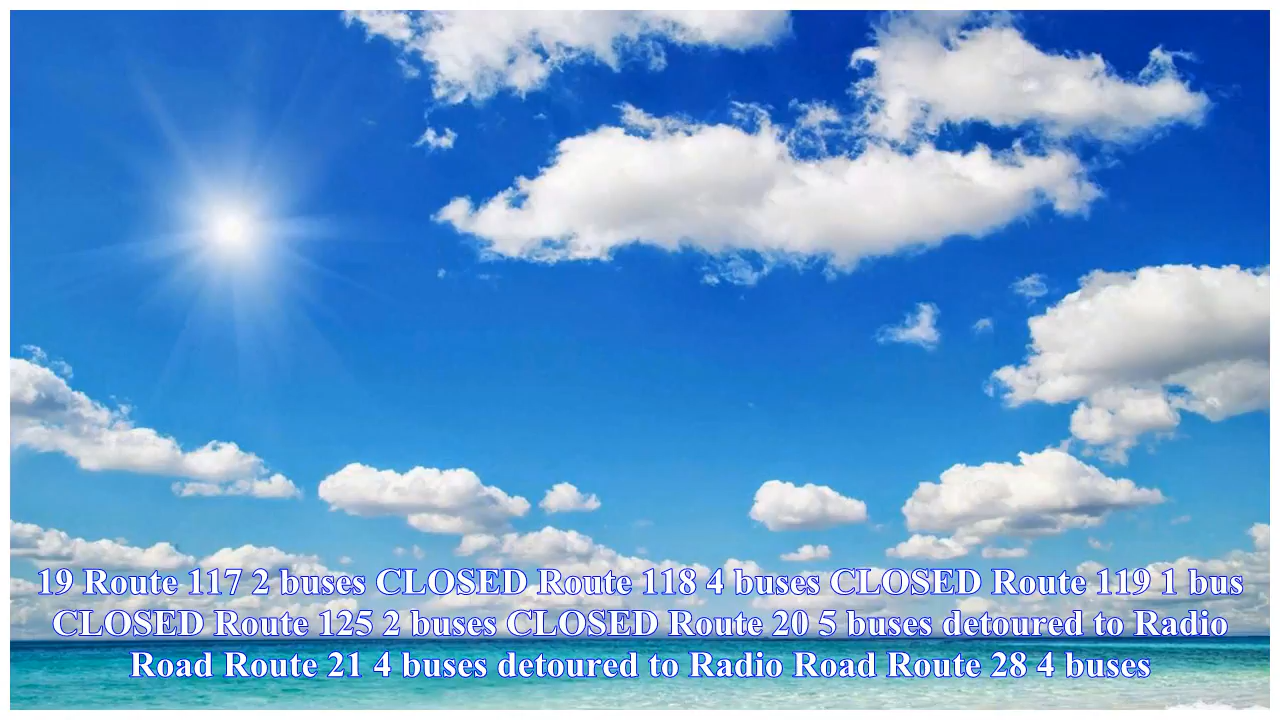 19 Route 117 2 buses CLOSED Route 118 4 buses CLOSED Route 119 1 bus
CLOSED Route 125 2 buses CLOSED Route 20 5 buses detoured to Radio
Road Route 21 4 buses detoured to Radio Road Route 28 4 buses